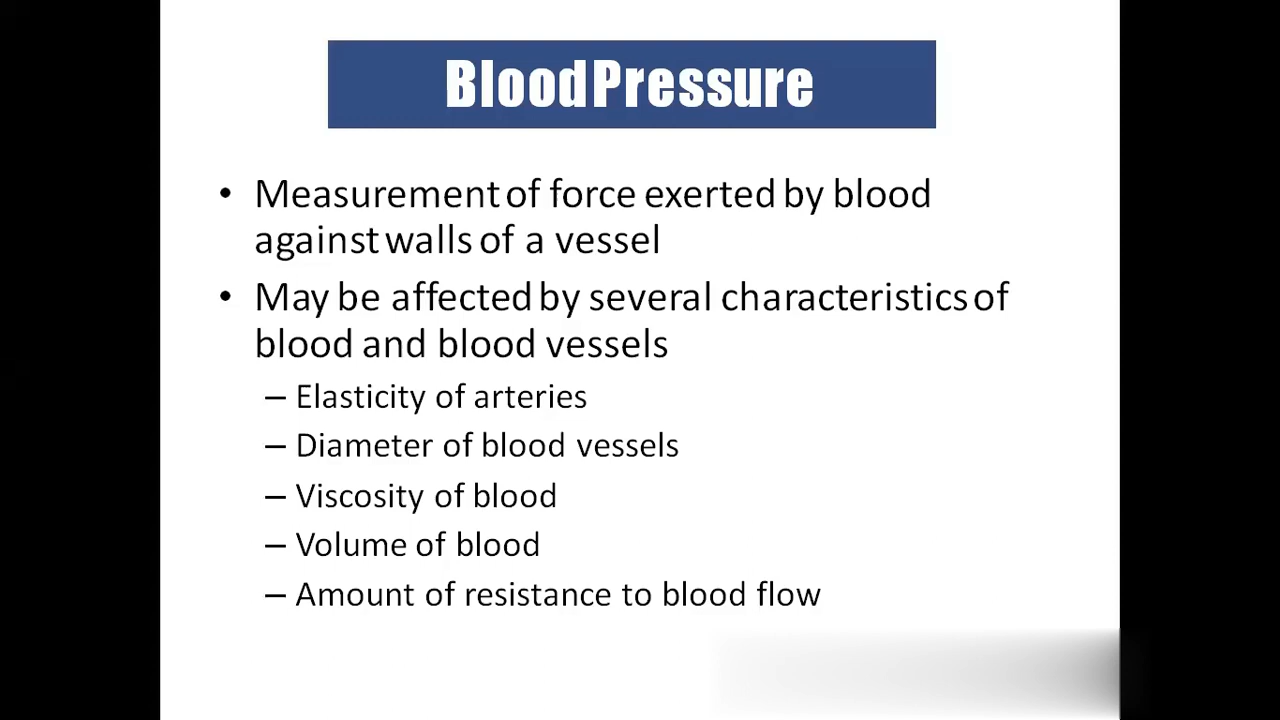 Blood Pressure
• Measurement of force exerted by blood
against walls of a vessel
• May be affected by several characteristics of
blood and blood vessels
– Elasticity of arteries
– Diameter of blood vessels
– Viscosity of blood
– Volume of blood
– Amount of resistance to blood flow